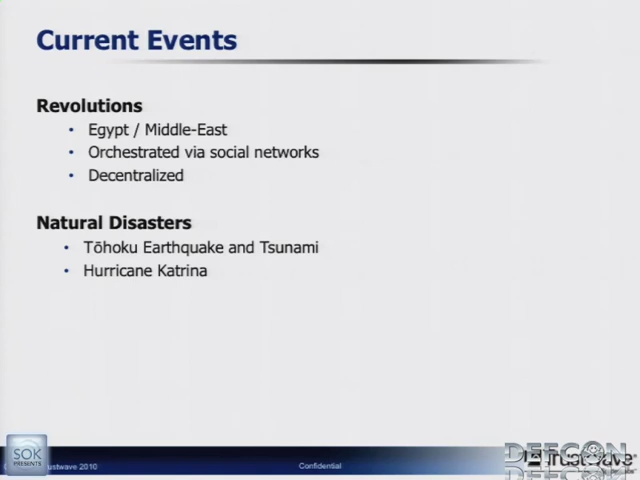 Current Events
Revolutions
• Egypt / Middle-East
• Orchestrated via social networks
• Decentralized
Natural Disasters
• Tōhoku Earthquake and Tsunami
• Hurricane Katrina
SOK
PRESENTS
2010
Confidential
DEFCON
Trustwave